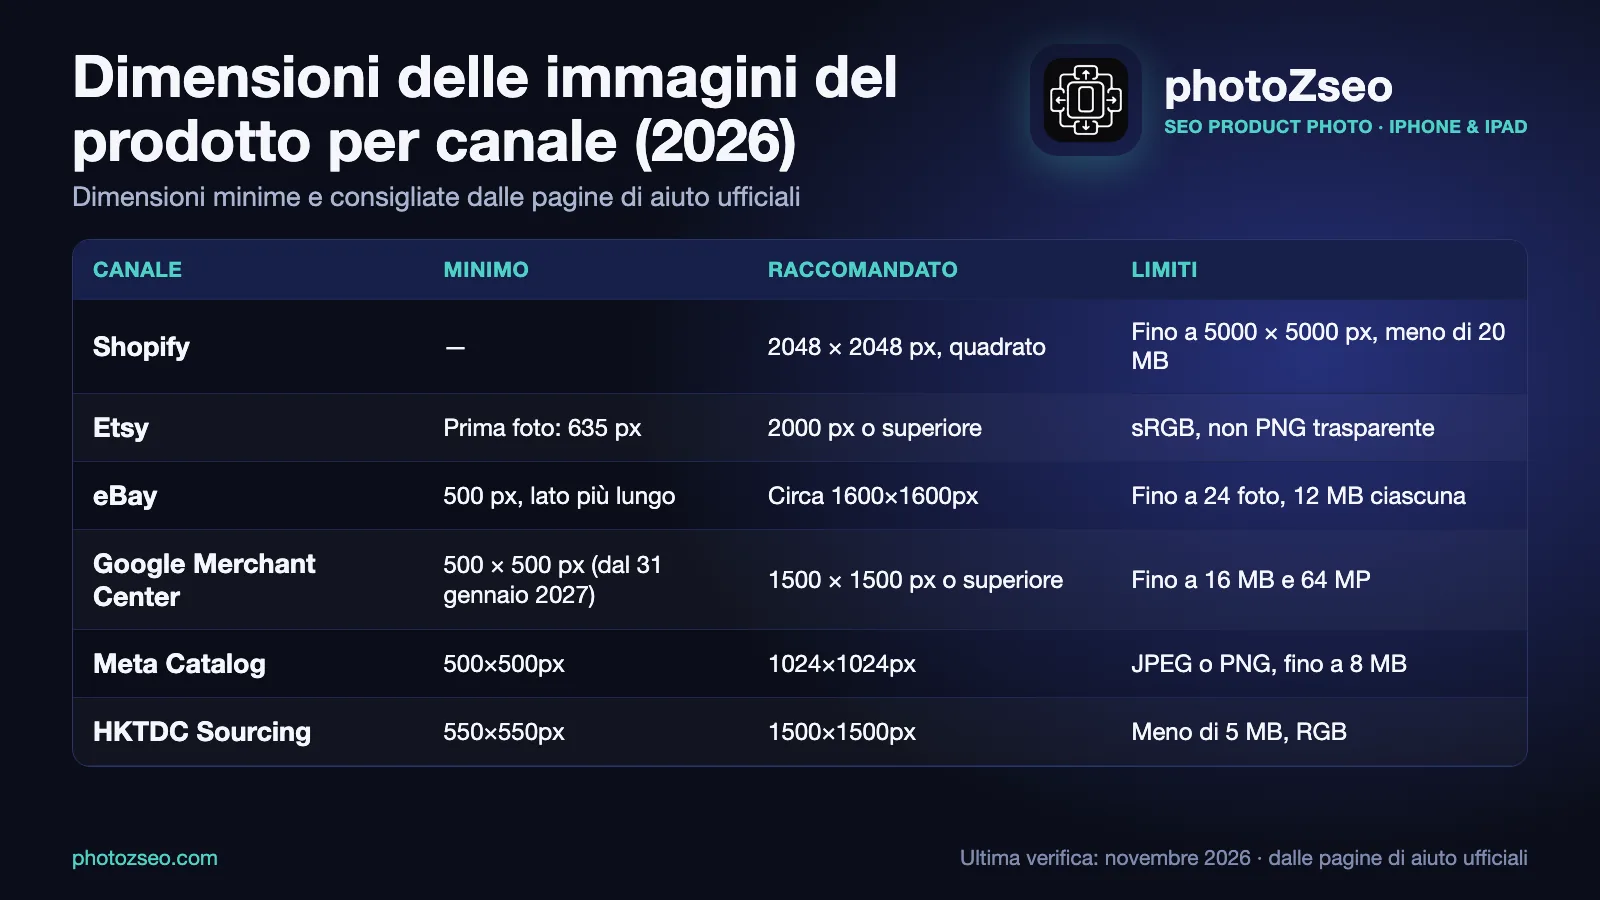 Dimensioni delle immagini del
prodotto per canale (2026)
Dimensioni minime e consigliate dalle pagine di aiuto ufficiali
photoZseo
SEO PRODUCT PHOTO · IPHONE & IPAD
CANALE MINIMO RACCOMANDATO LIMITI
Shopify — 2048 × 2048 px, quadrato Fino a 5000 × 5000 px, meno di 20
MB
Etsy Prima foto: 635 px 2000 px o superiore sRGB, non PNG trasparente
eBay 500 px, lato più lungo Circa 1600×1600px Fino a 24 foto, 12 MB ciascuna
Google Merchant
Center
500 × 500 px (dal 31
gennaio 2027)
1500 × 1500 px o superiore
Fino a 16 MB e 64 MP
Meta Catalog 500×500px 1024×1024px JPEG o PNG, fino a 8 MB
HKTDC Sourcing 550×550px 1500×1500px Meno di 5 MB, RGB
photozseo.com
Ultima verifica: novembre 2026 · dalle pagine di aiuto ufficiali